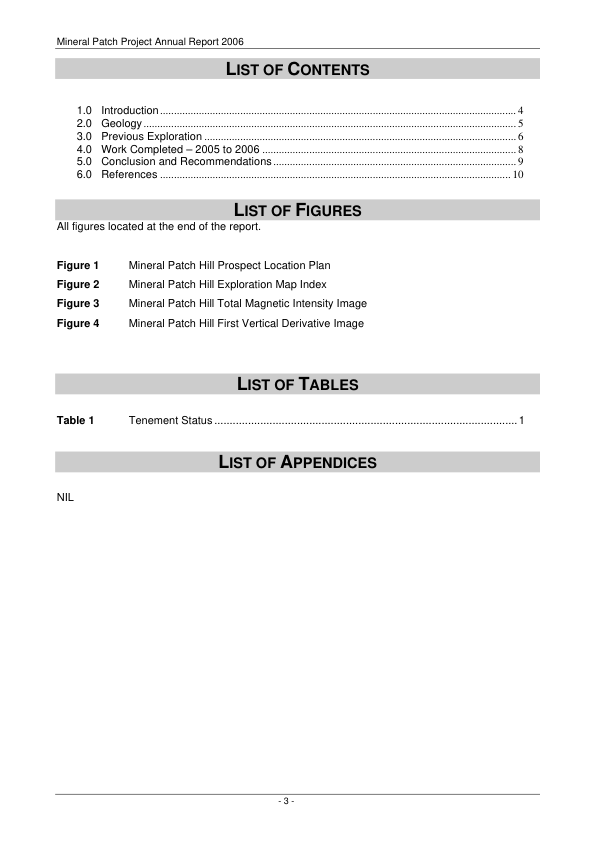 Mineral Patch Project Annual Report 2006
LIST OF CONTENTS
1.0 Introduction ........................................................................................................................ 4
2.0 Geology .............................................................................................................................. 5
3.0 Previous Exploration .......................................................................................................... 6
4.0 Work Completed – 2005 to 2006 ....................................................................................... 8
5.0 Conclusion and Recommendations ................................................................................... 9
6.0 References ....................................................................................................................... 10
LIST OF FIGURES
All figures located at the end of the report.
Figure 1 Mineral Patch Hill Prospect Location Plan
Figure 2 Mineral Patch Hill Exploration Map Index
Figure 3 Mineral Patch Hill Total Magnetic Intensity Image
Figure 4 Mineral Patch Hill First Vertical Derivative Image
LIST OF TABLES
Table 1 Tenement Status .................................................................................................. 1
LIST OF APPENDICES
NIL
- 3 -